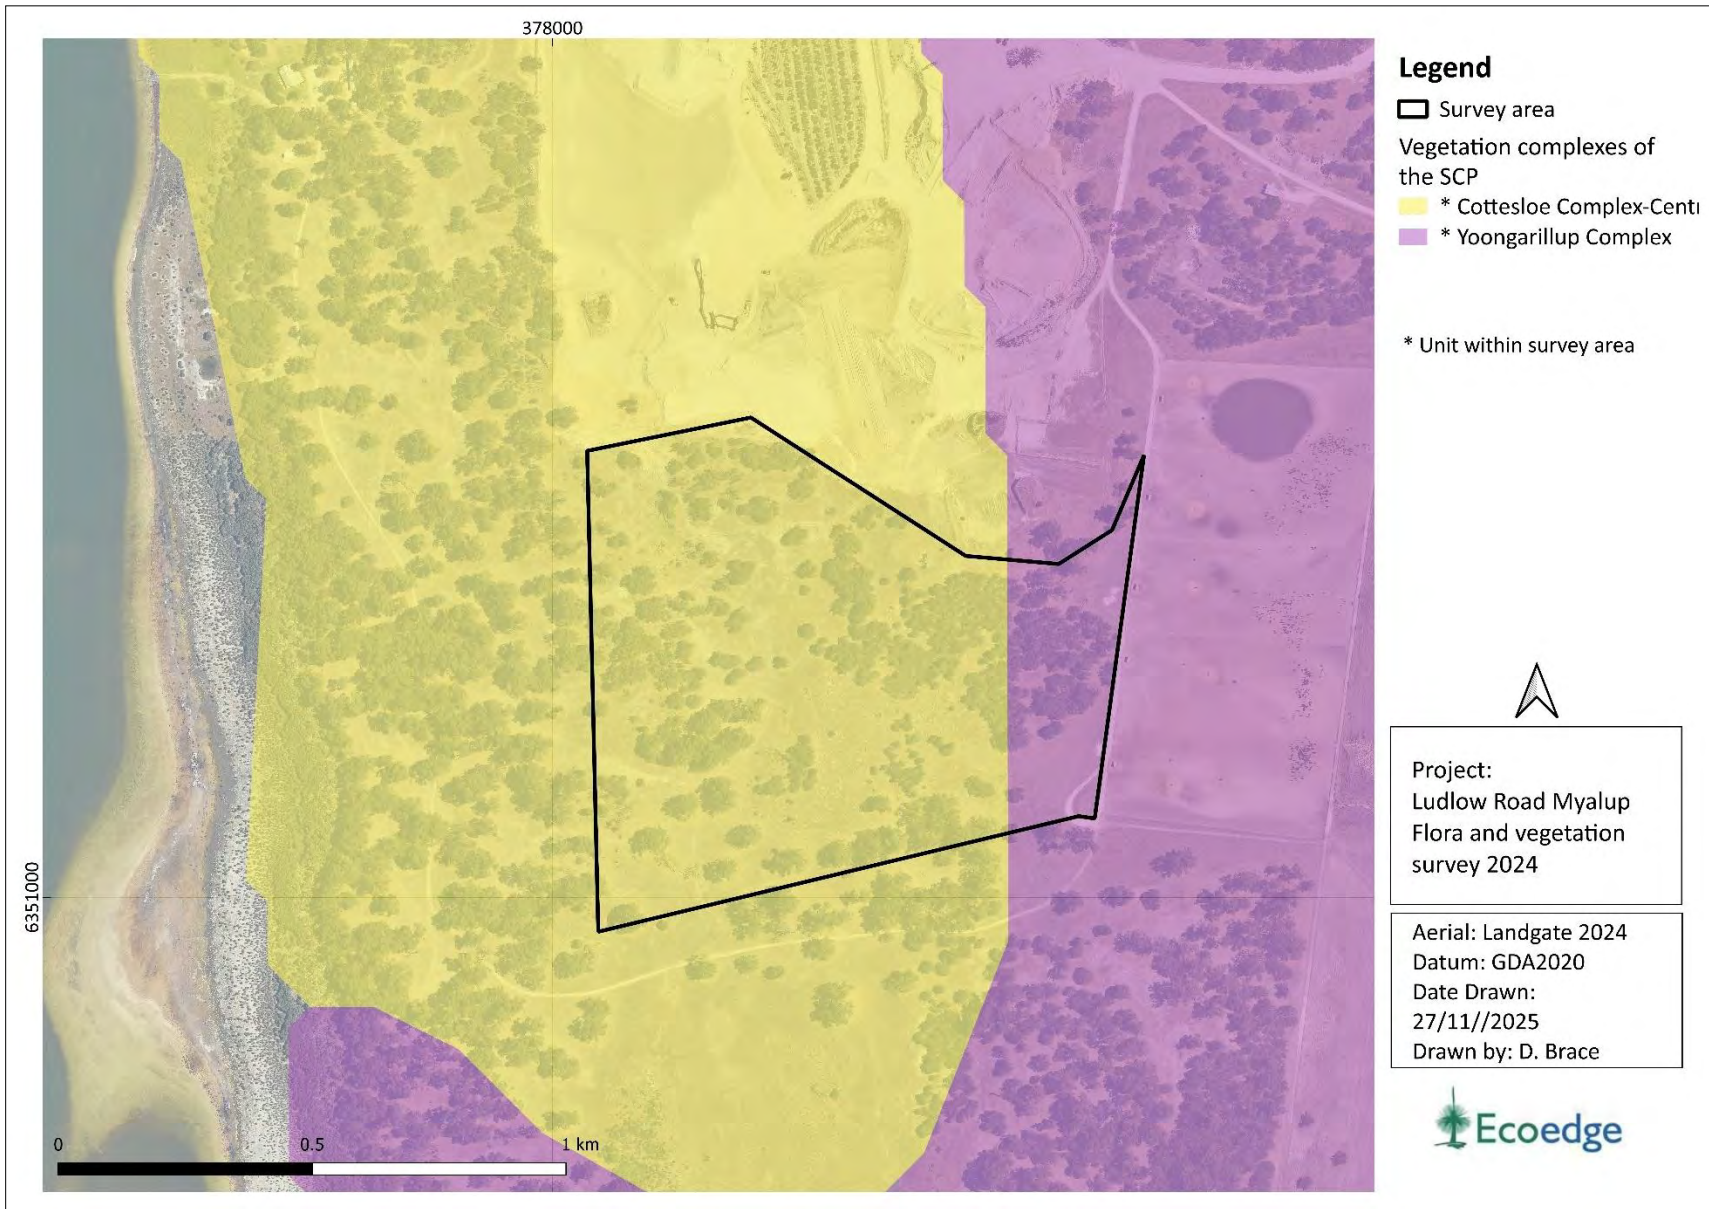 378000
6351000
0 0.5 1 km
Legend
Survey area
Vegetation complexes of
the SCP
* Cottesloe Complex-Centr
* Yoongarillup Complex
* Unit within survey area
Project:
Ludlow Road Myalup
Flora and vegetation
survey 2024
Aerial: Landgate 2024
Datum: GDA2020
Date Drawn:
27/11//2025
Drawn by: D. Brace
Ecoedge